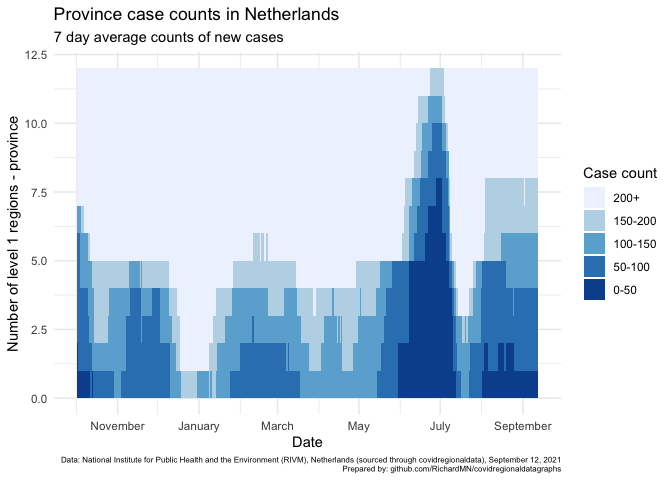 Province case counts in Netherlands
7 day average counts of new cases
Number of level 1 regions - province
12.5
10.0
7.5
5.0
2.5
0.0
November January March May July September
Date
Case count
200+
150-200
100-150
50-100
0-50
Data: National Institute for Public Health and the Environment (RIVM), Netherlands (sourced through covidregionaldata), September 12, 2021
Prepared by: github.com/RichardMN/covidregionaldatagraphs